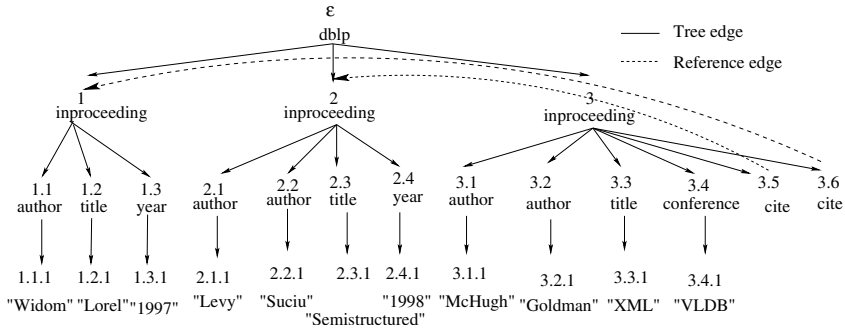 ε
dblp
Tree edge
Reference edge
1 2 3
inproceeding inproceeding inproceeding
1.1 1.2 1.3 2.1 2.2 2.3 2.4 3.1 3.2 3.3 3.4 3.5 3.6
author title year author author title year author author title conference cite cite
1.1.1 1.2.1 1.3.1 2.1.1 2.2.1 2.3.1 2.4.1 3.1.1 3.2.1 3.3.1 3.4.1
"Widom" "Lorel" "1997" "Levy" "Suciu" "1998" "McHugh" "Goldman" "XML" "VLDB"
"Semistructured"